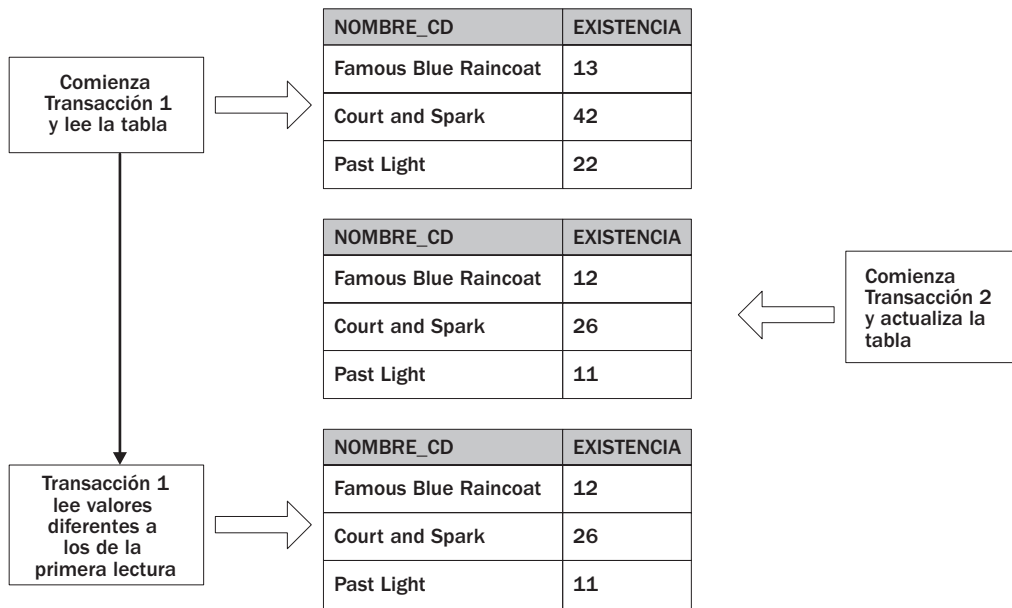 Comienza
Transacción 1
y lee la tabla
NOMBRE_CD EXISTENCIA
Famous Blue Raincoat 13
Court and Spark 42
Past Light 22
NOMBRE_CD EXISTENCIA
Famous Blue Raincoat 12
Court and Spark 26
Past Light 11
Comienza
Transacción 2
y actualiza la
tabla
Transacción 1
lee valores
diferentes a
los de la
primera lectura
NOMBRE_CD EXISTENCIA
Famous Blue Raincoat 12
Court and Spark 26
Past Light 11